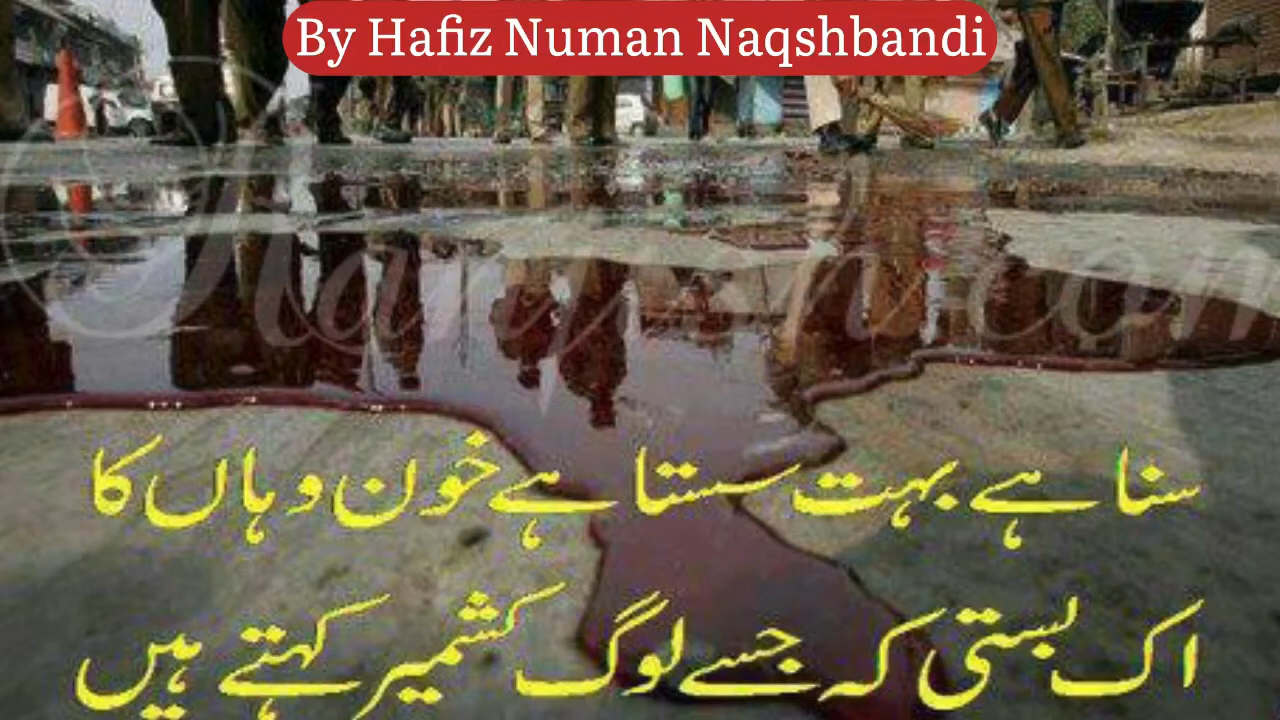 By Hafiz Numan Naqshbandi
سنا ہے بہت سستا ہے خون وہاں کا
اک بستی کہ جسے لوگ کشمیر کہتے ہیں